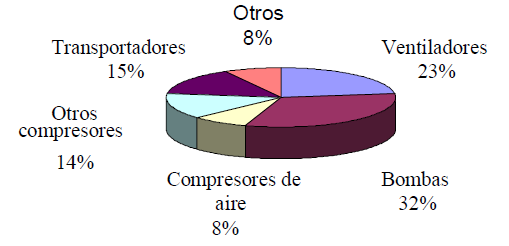 Otros
8%
Transportadores
15%
Ventiladores
23%
Otros
compresores
14%
Compresores de
aire
8%
Bombas
32%